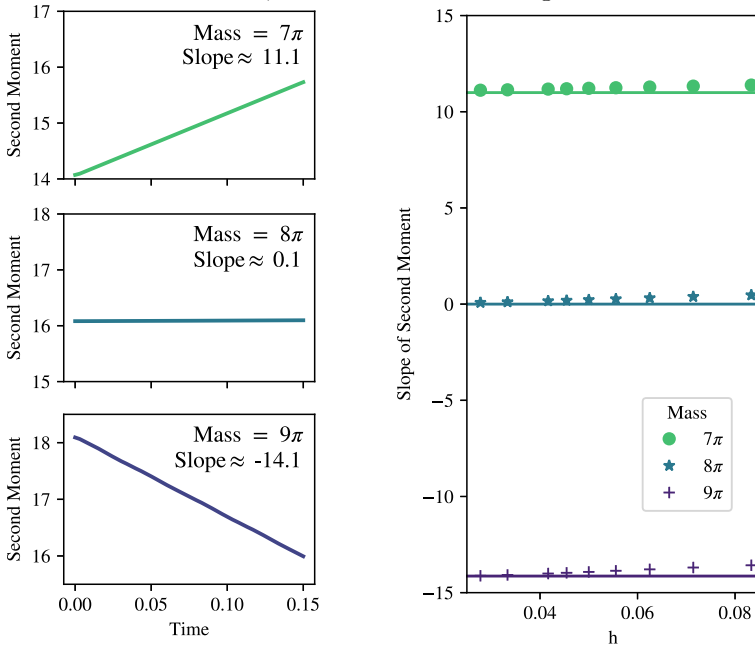 Second Moment
17
16
15
14
Mass = 7π
Slope≈ 11.1
Second Moment
18
17
16
15
Mass = 8π
Slope≈ 0.1
Second Moment
18
17
16
Mass = 9π
Slope≈ -14.1
0.00 0.05 0.10 0.15
Time
Slope of Second Moment
15
10
5
0
−5
−10
−15
Mass
7π
8π
9π
0.04 0.06 0.08
h